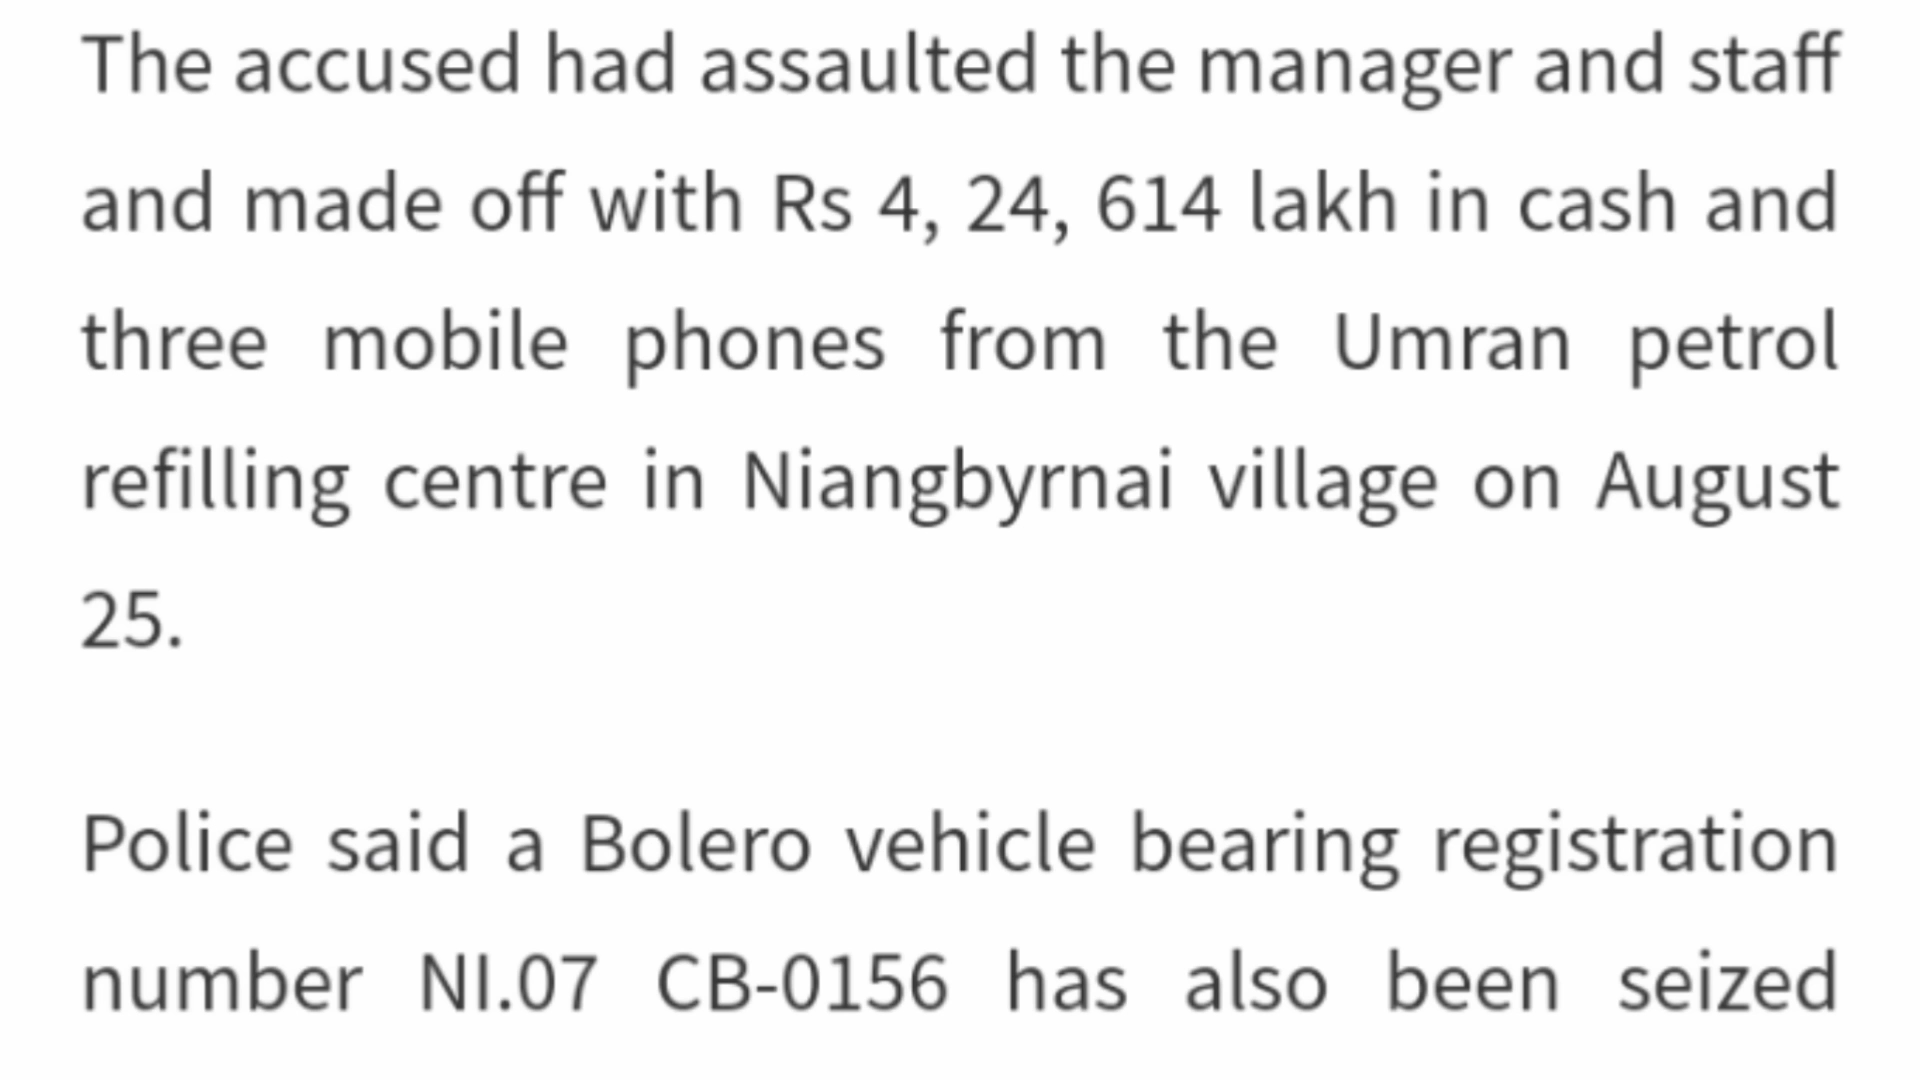 The accused had assaulted the manager and staff
and made off with Rs 4, 24, 614 lakh in cash and
three mobile phones from the Umran petrol
refilling centre in Niangbyrnai village on August
25.
Police said a Bolero vehicle bearing registration
number NI.07 CB-0156 has also been seized